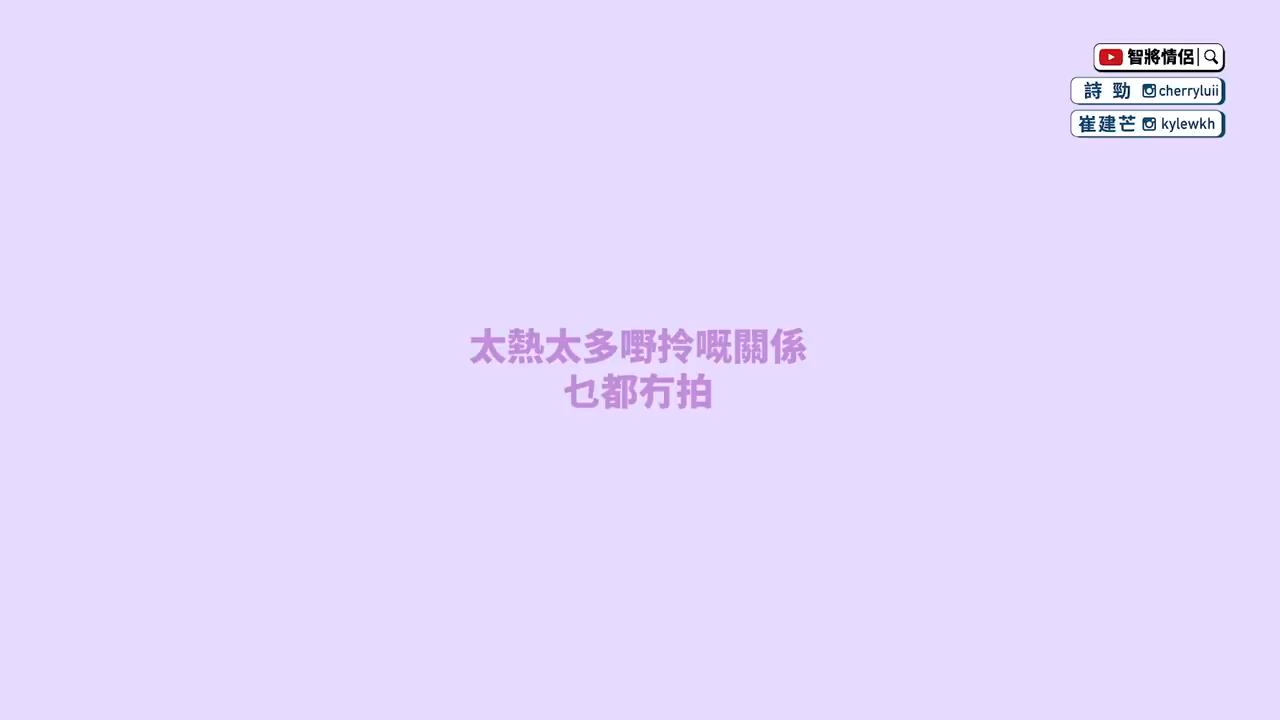 智將情侶
詩勁 cherryluii
崔建芒 kylewkh
太熱太多嘢拎嘅關係
乜都冇拍